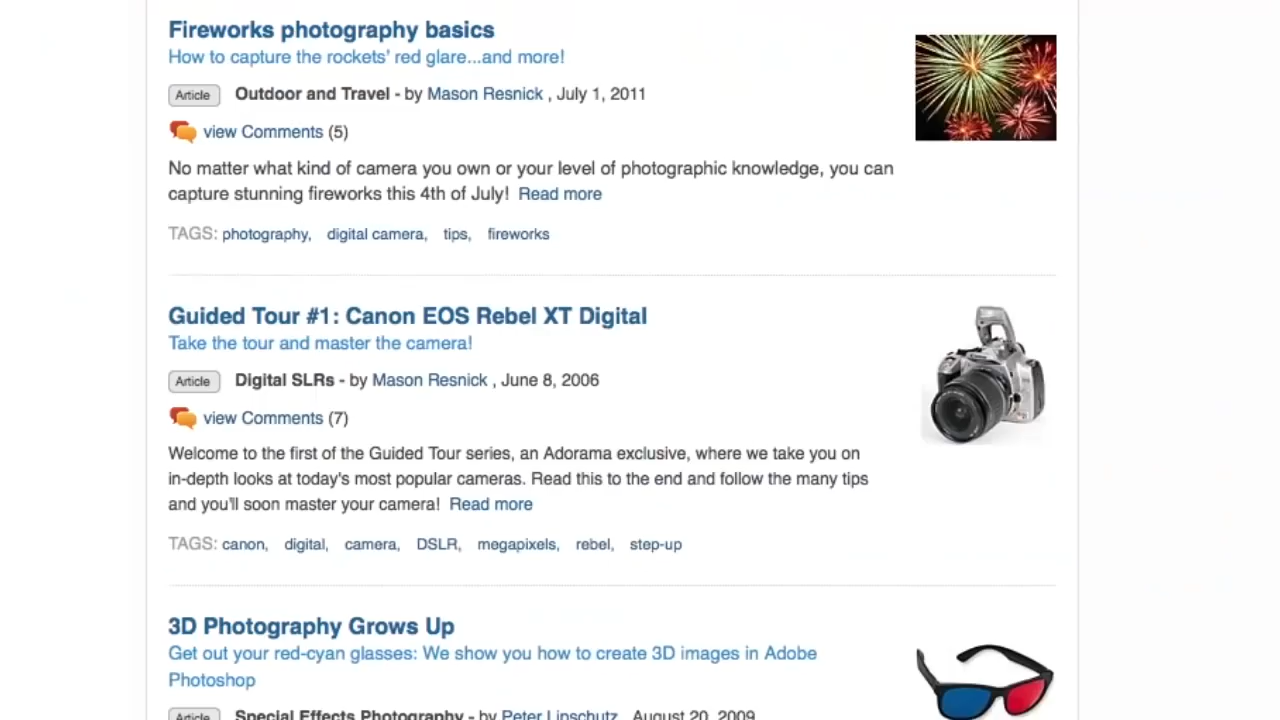 Fireworks photography basics
How to capture the rockets' red glare...and more!
Article Outdoor and Travel - by Mason Resnick , July 1, 2011
view Comments (5)
No matter what kind of camera you own or your level of photographic knowledge, you can
capture stunning fireworks this 4th of July! Read more
TAGS: photography, digital camera, tips, fireworks
Guided Tour #1: Canon EOS Rebel XT Digital
Take the tour and master the camera!
Article Digital SLRs - by Mason Resnick , June 8, 2006
view Comments (7)
Welcome to the first of the Guided Tour series, an Adorama exclusive, where we take you on
in-depth looks at today's most popular cameras. Read this to the end and follow the many tips
and you'll soon master your camera! Read more
TAGS: canon, digital, camera, DSLR, megapixels, rebel, step-up
3D Photography Grows Up
Get out your red-cyan glasses: We show you how to create 3D images in Adobe
Photoshop
Article Special Effects Photography - by Peter Lipschutz , August 20, 2009